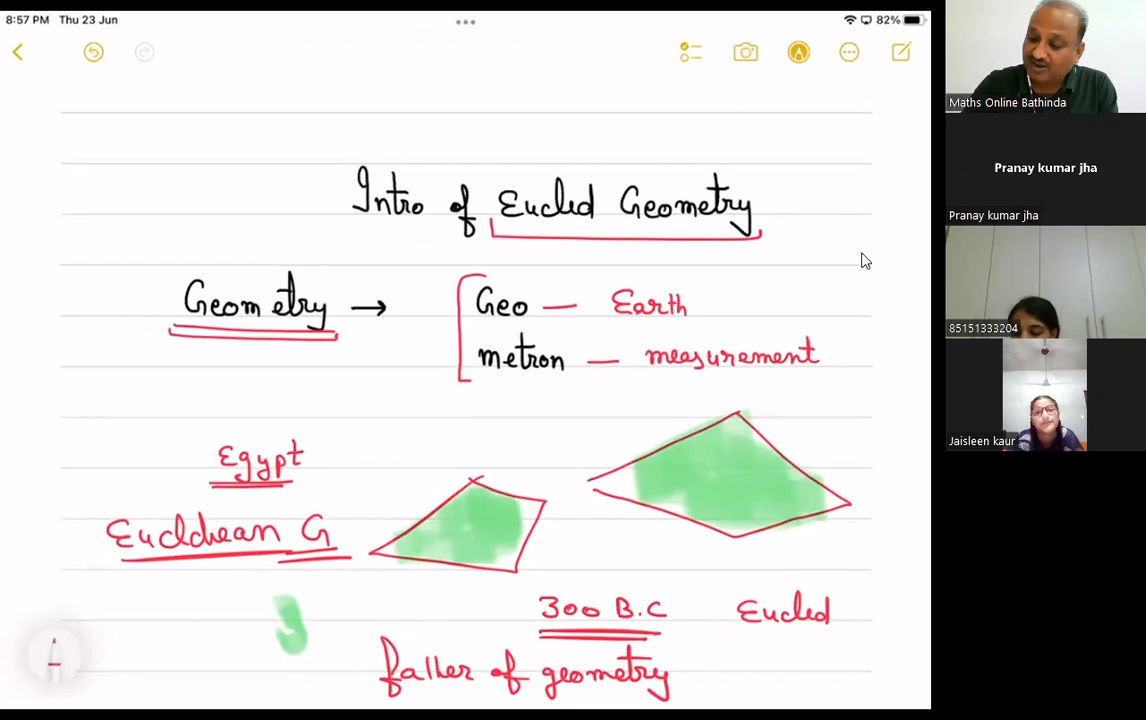 8:57 PM Thu 23 Jun
82%
Intro of Euclid Geometry
Geometry → Geo — Earth
metron — measurement
Egypt
Euclidean G
300 B.C Euclid
father of geometry
Maths Online Bathinda
Pranay kumar jha
Pranay kumar jha
85151333204
Jaisleen kaur